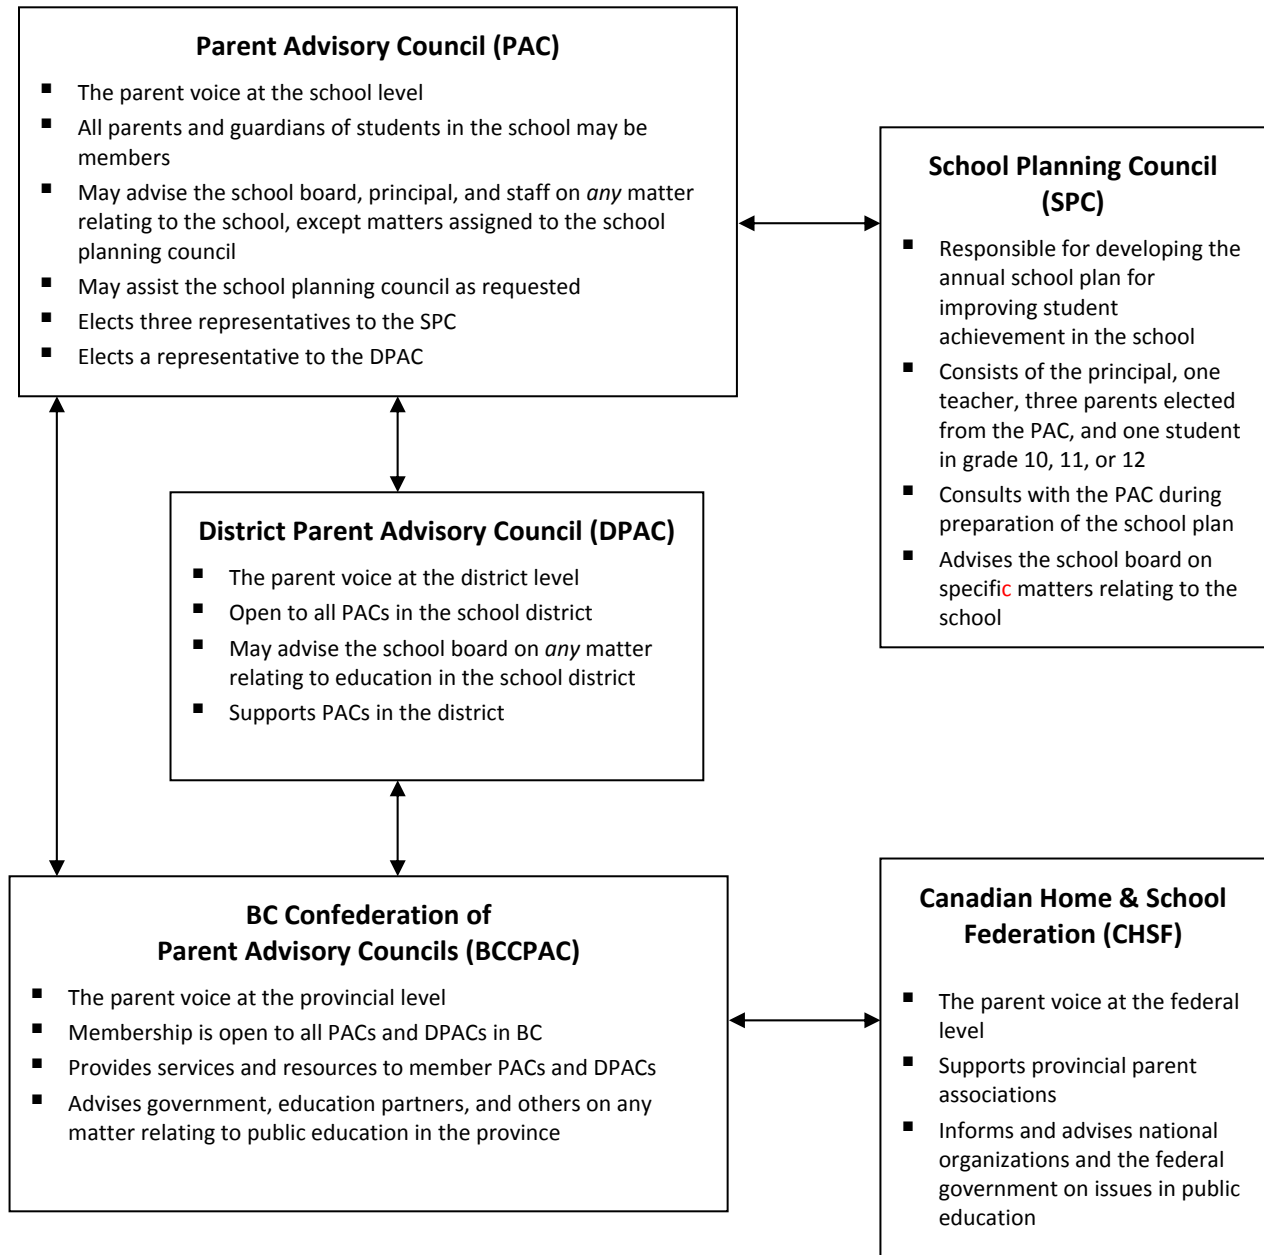 Parent Advisory Council (PAC)
▪ The parent voice at the school level
▪ All parents and guardians of students in the school may be
members
▪ May advise the school board, principal, and staff on any matter
relating to the school, except matters assigned to the school
planning council
▪ May assist the school planning council as requested
▪ Elects three representatives to the SPC
▪ Elects a representative to the DPAC
School Planning Council
(SPC)
▪ Responsible for developing the
annual school plan for
improving student
achievement in the school
▪ Consists of the principal, one
teacher, three parents elected
from the PAC, and one student
in grade 10, 11, or 12
▪ Consults with the PAC during
preparation of the school plan
▪ Advises the school board on
specific matters relating to the
school
District Parent Advisory Council (DPAC)
▪ The parent voice at the district level
▪ Open to all PACs in the school district
▪ May advise the school board on any matter
relating to education in the school district
▪ Supports PACs in the district
BC Confederation of
Parent Advisory Councils (BCCPAC)
▪ The parent voice at the provincial level
▪ Membership is open to all PACs and DPACs in BC
▪ Provides services and resources to member PACs and DPACs
▪ Advises government, education partners, and others on any
matter relating to public education in the province
Canadian Home & School
Federation (CHSF)
▪ The parent voice at the federal
level
▪ Supports provincial parent
associations
▪ Informs and advises national
organizations and the federal
government on issues in public
education